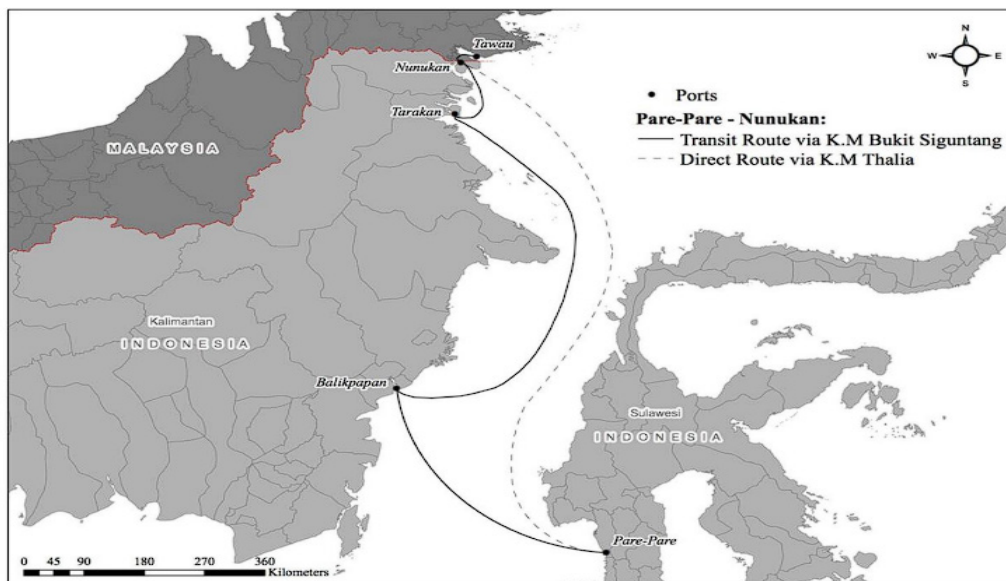 Tawau
Nunukan
Tarakan
MALAYSIA
N
W E
S
Ports
Pare-Pare - Nunukan:
Transit Route via K.M Bukit Siguntang
Direct Route via K.M Thalia
Kalimantan
INDONESIA
Balikpapan
Sulawesi
INDONESIA
Pare-Pare
0 45 90 180 270 360
Kilometers